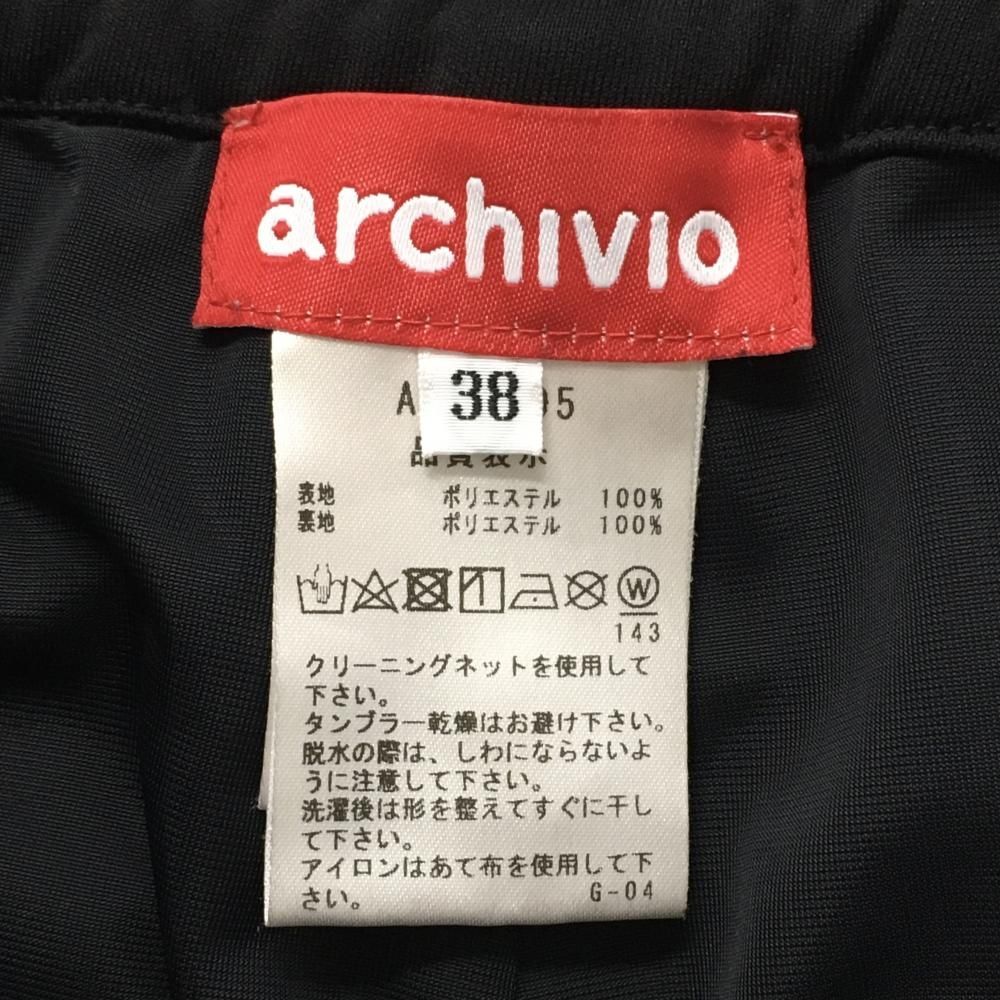 archivio
38
品質表示
表地 ポリエステル 100%
裏地 ポリエステル 100%
W
143
クリーニングネットを使用して
下さい。
タンブラー乾燥はお避け下さい。
脱水の際は、しわにならないよ
うに注意して下さい。
洗濯後は形を整えてすぐに干し
て下さい。
アイロンはあて布を使用して下
さい。 G-04